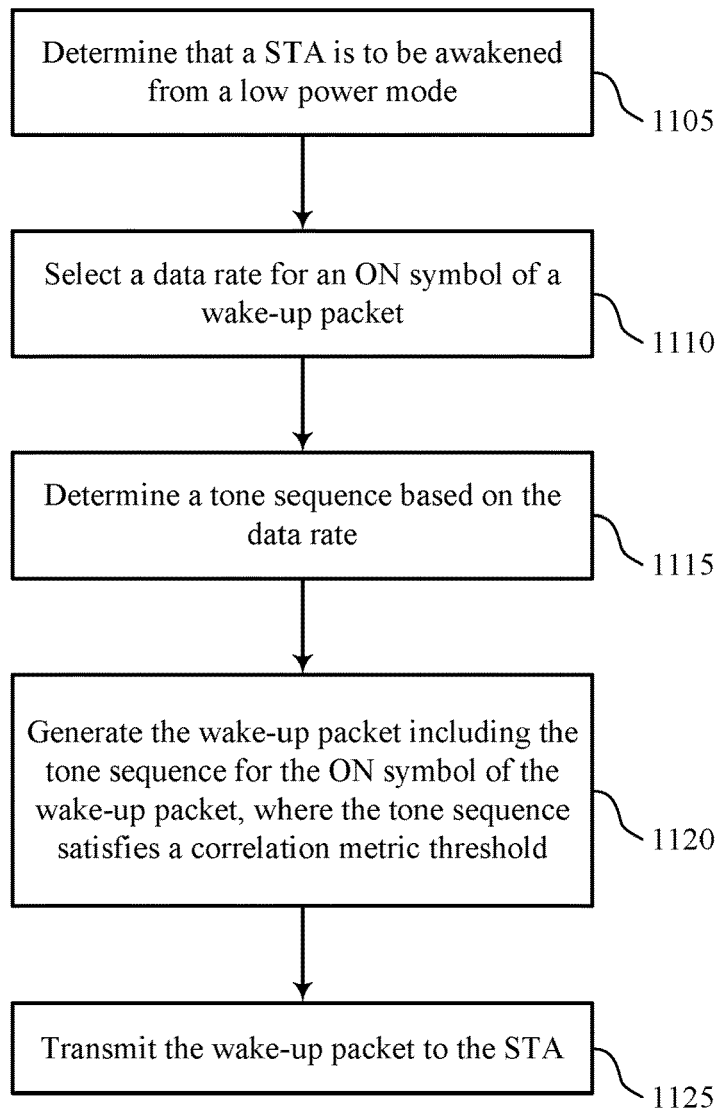 Determine that a STA is to be awakened
from a low power mode
1105
Select a data rate for an ON symbol of a
wake-up packet
1110
Determine a tone sequence based on the
data rate
1115
Generate the wake-up packet including the
tone sequence for the ON symbol of the
wake-up packet, where the tone sequence
satisfies a correlation metric threshold
1120
Transmit the wake-up packet to the STA
1125